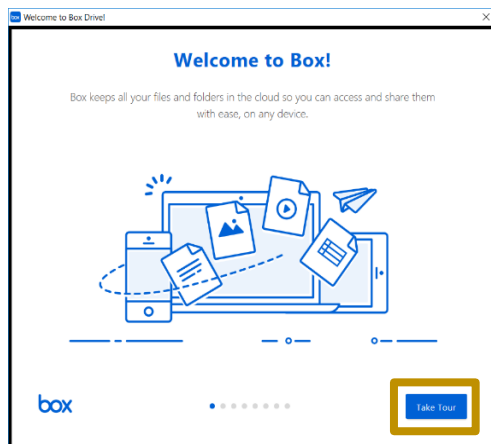 box Welcome to Box Drive!
Welcome to Box!
Box keeps all your files and folders in the cloud so you can access and share them
with ease, on any device.
box
Take Tour